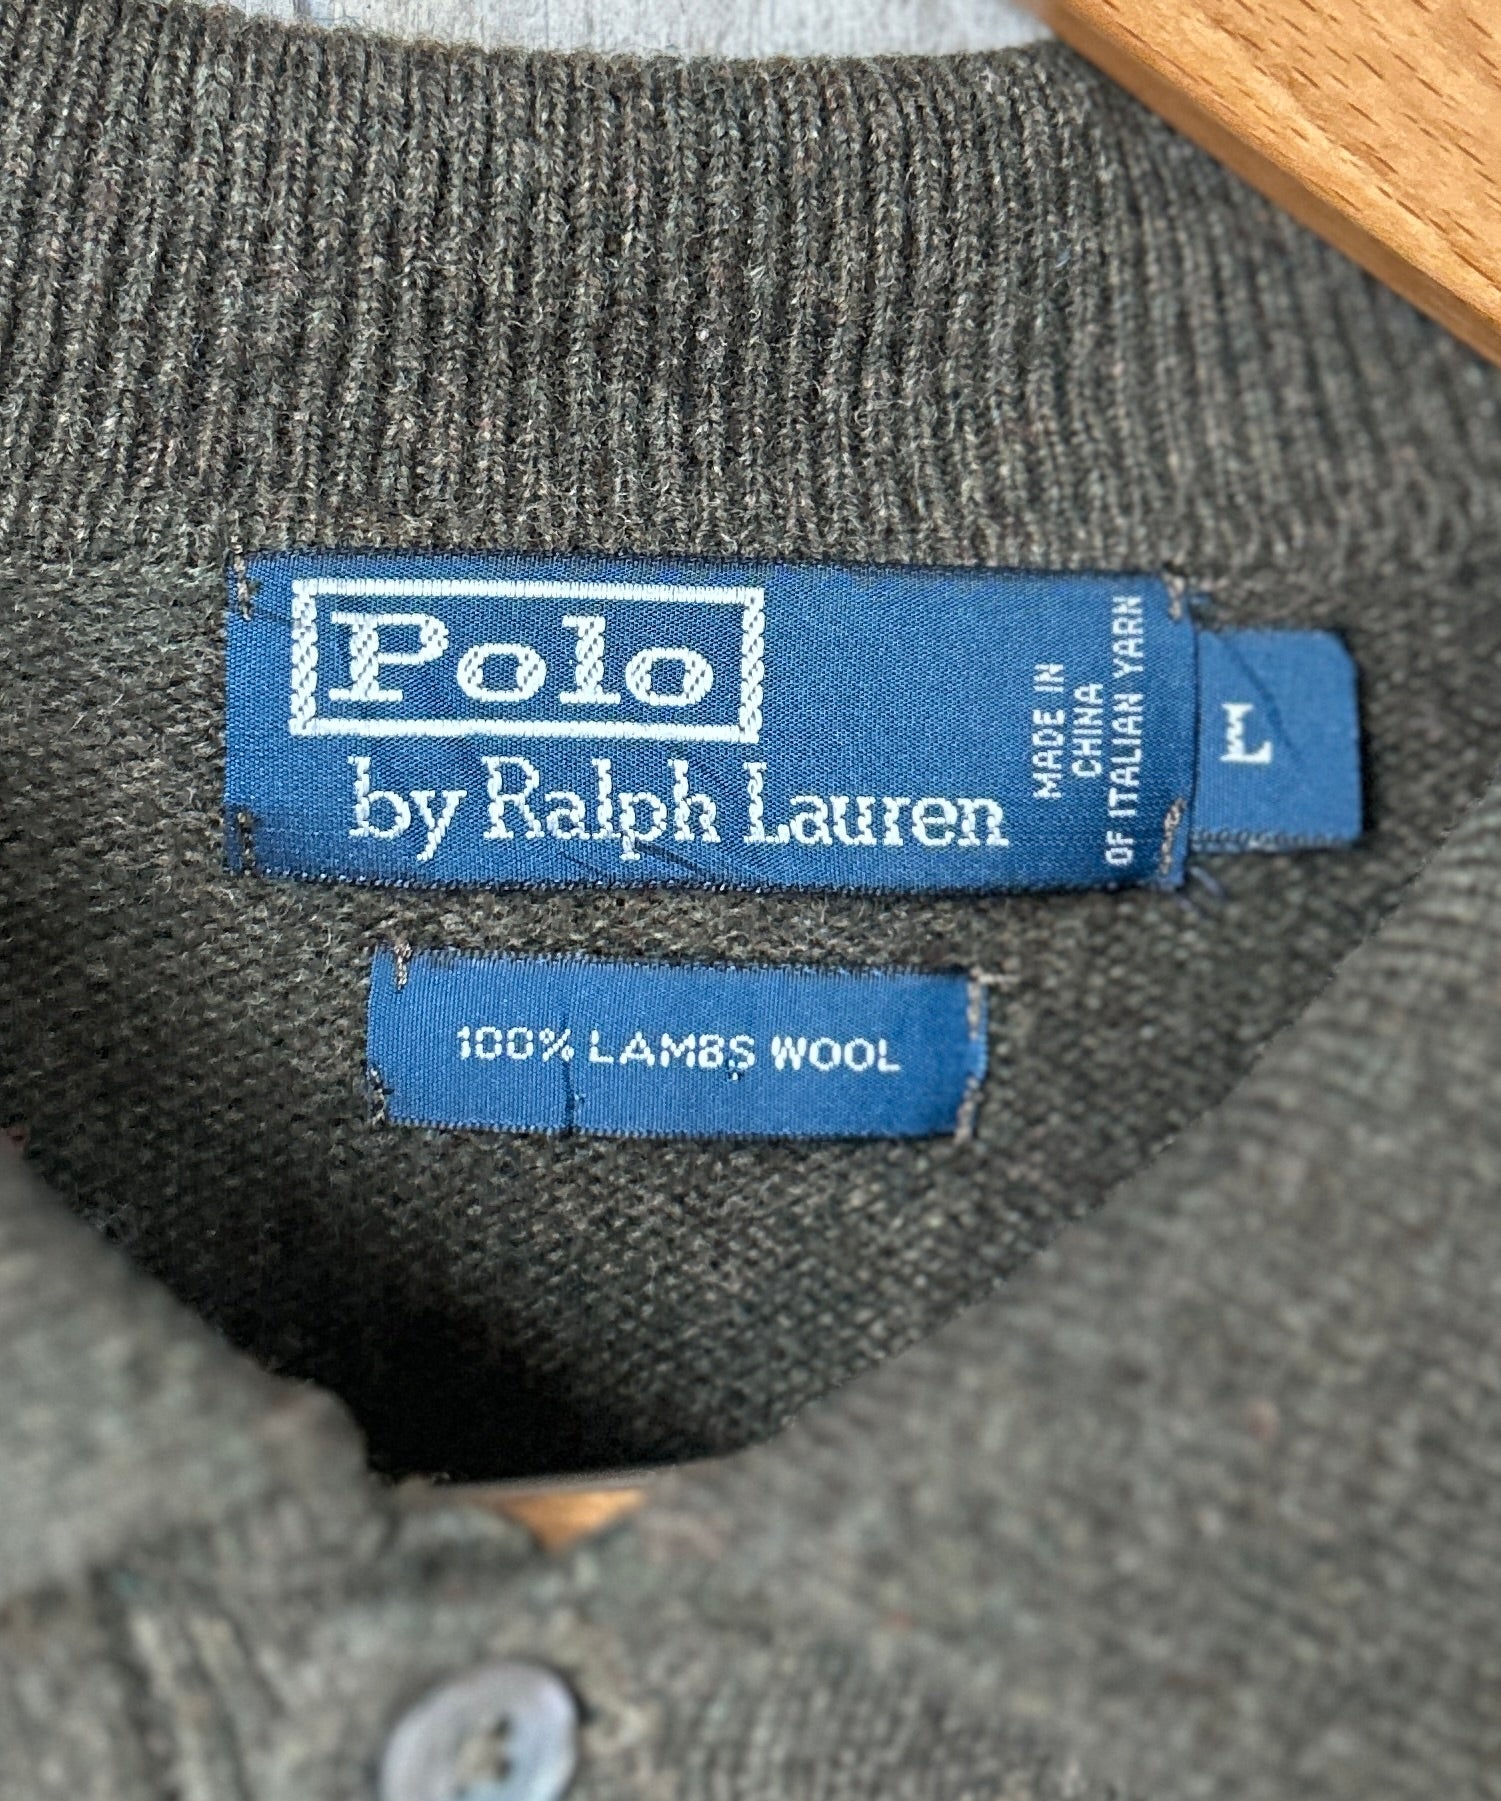 Polo
by Ralph Lauren
MADE IN
CHINA
OF ITALIAN YARN
L
100% LAMBS WOOL